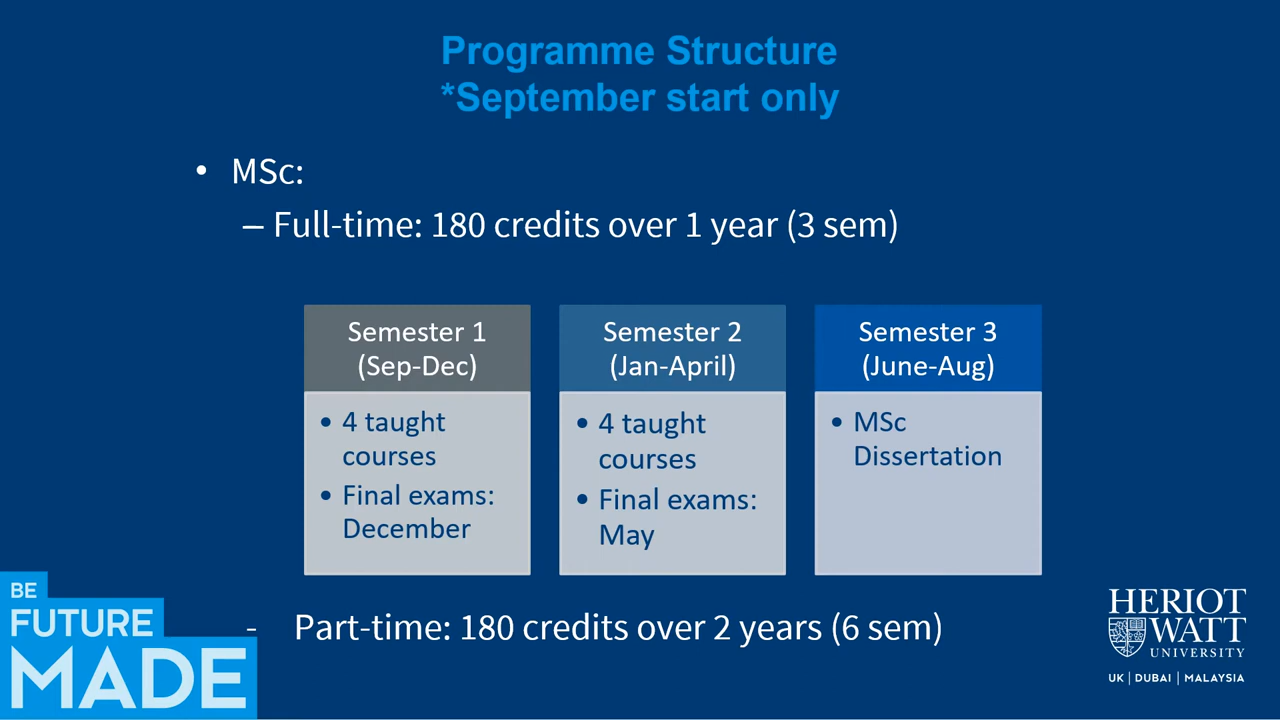 Programme Structure
*September start only
• MSc:
– Full-time: 180 credits over 1 year (3 sem)
Semester 1
(Sep-Dec)
• 4 taught
courses
• Final exams:
December
Semester 2
(Jan-April)
• 4 taught
courses
• Final exams:
May
Semester 3
(June-Aug)
• MSc
Dissertation
- Part-time: 180 credits over 2 years (6 sem)
BE
FUTURE
MADE
HERIOT
WATT
UNIVERSITY
UK | DUBAI | MALAYSIA